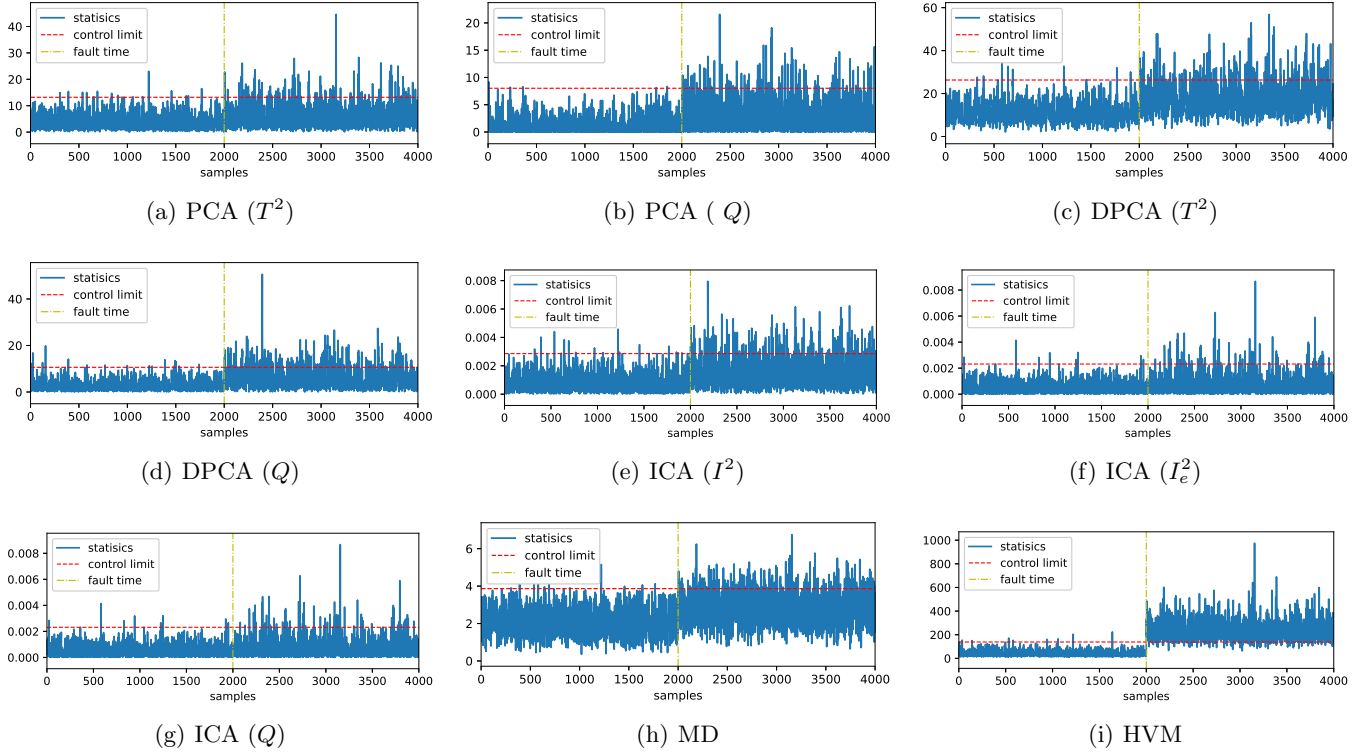 statisics
control limit
fault time
40
30
20
10
0
0 500 1000 1500 2000 2500 3000 3500 4000
samples
(a) PCA (T²)
statisics
control limit
fault time
20
15
10
5
0
0 500 1000 1500 2000 2500 3000 3500 4000
samples
(b) PCA ( Q)
statisics
control limit
fault time
60
40
20
0
0 500 1000 1500 2000 2500 3000 3500 4000
samples
(c) DPCA (T²)
statisics
control limit
fault time
40
20
0
0 500 1000 1500 2000 2500 3000 3500 4000
samples
(d) DPCA (Q)
statisics
control limit
fault time
0.008
0.006
0.004
0.002
0.000
0 500 1000 1500 2000 2500 3000 3500 4000
samples
(e) ICA (I²)
statisics
control limit
fault time
0.008
0.006
0.004
0.002
0.000
0 500 1000 1500 2000 2500 3000 3500 4000
samples
(f) ICA (I²ₑ)
statisics
control limit
fault time
0.008
0.006
0.004
0.002
0.000
0 500 1000 1500 2000 2500 3000 3500 4000
samples
(g) ICA (Q)
statisics
control limit
fault time
6
4
2
0
0 500 1000 1500 2000 2500 3000 3500 4000
samples
(h) MD
statisics
control limit
fault time
1000
800
600
400
200
0
0 500 1000 1500 2000 2500 3000 3500 4000
samples
(i) HVM